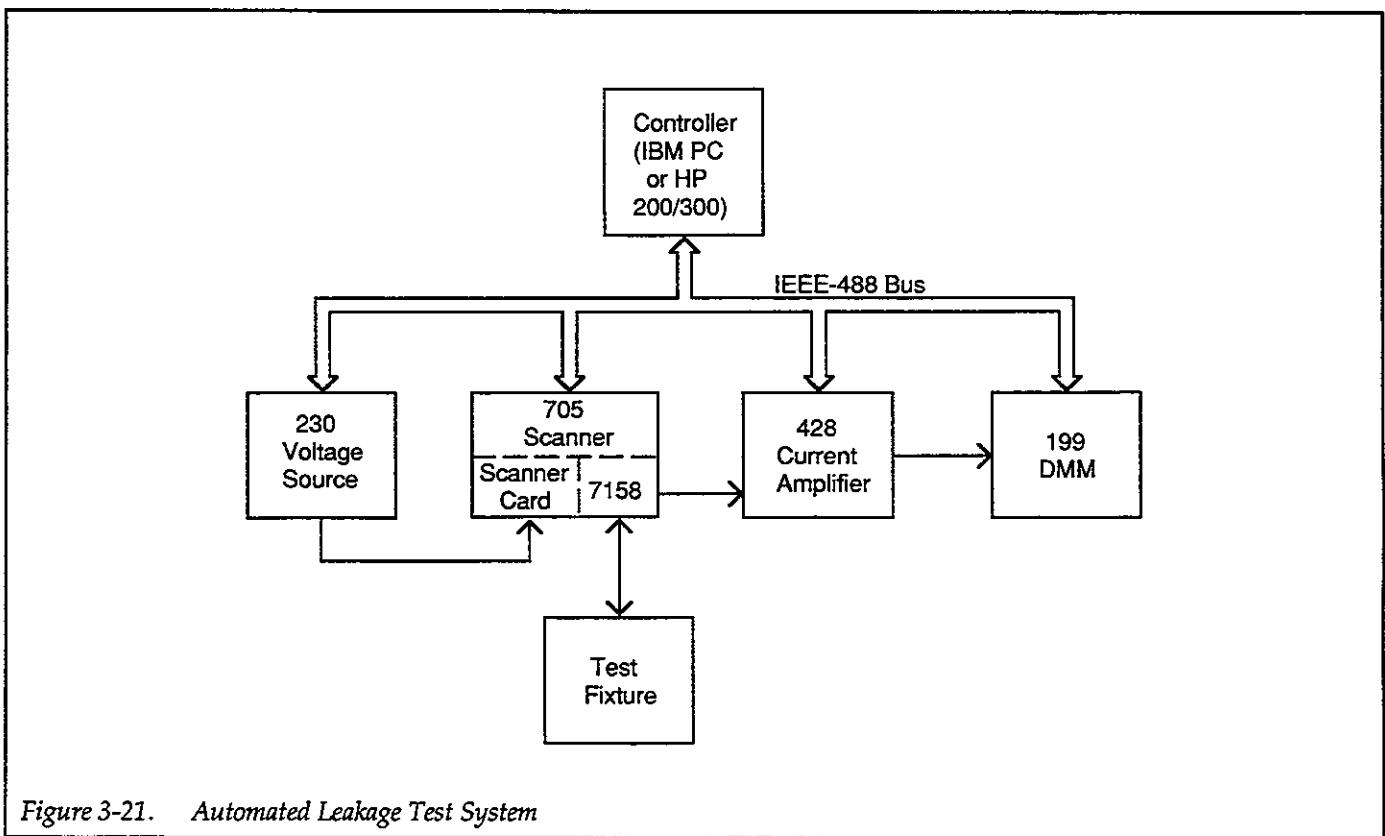 Controller
(IBM PC
or HP
200/300)
IEEE-488 Bus
230
Voltage
Source
705
Scanner
Scanner
Card
7158
428
Current
Amplifier
199
DMM
Test
Fixture
Figure 3-21. Automated Leakage Test System